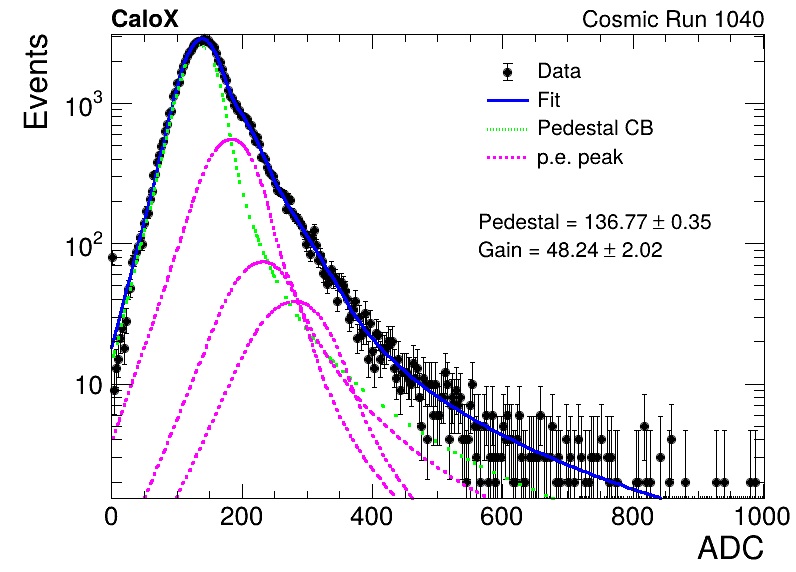 CaloX Cosmic Run 1040
Events
Data
Fit
Pedestal CB
p.e. peak
Pedestal = 136.77 ± 0.35
Gain = 48.24 ± 2.02
10³
10²
10
0 200 400 600 800 1000
ADC